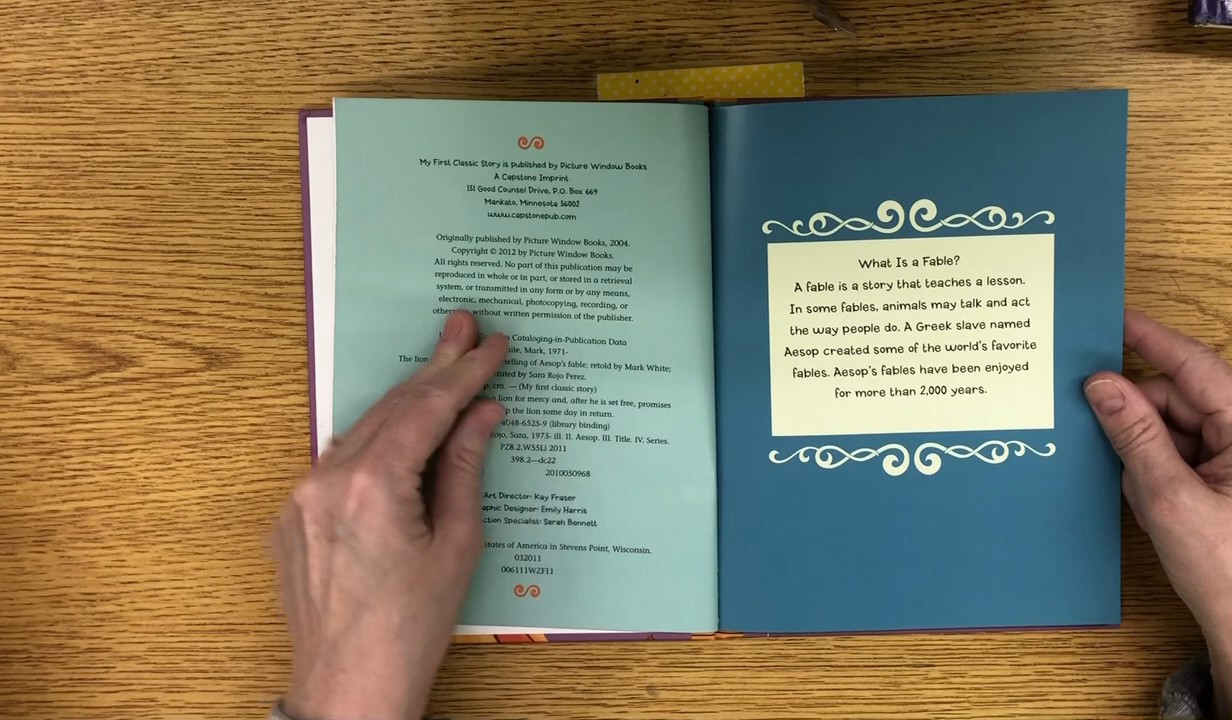 My First Classic Story is published by Picture Window Books
A Capstone Imprint
151 Good Counsel Drive, P.O. Box 669
Mankato, Minnesota 56002
www.capstonepub.com
Originally published by Picture Window Books, 2004.
Copyright © 2012 by Picture Window Books.
All rights reserved. No part of this publication may be
reproduced in whole or in part, or stored in a retrieval
system, or transmitted in any form or by any means,
electronic, mechanical, photocopying, recording, or
without written permission of the publisher.
Cataloging-in-Publication Data
Mark, 1971-
The lion of Aesop's fable; retold by Mark White;
by Sara Rojo Perez.
cm. — (My first classic story)
lion for mercy and, after he is set free, promises
the lion some day in return.
4048-6525-9 (library binding)
Sara, 1973- ill. II. Aesop. III. Title. IV. Series.
PZ8.2.W55Li 2011
398.2—dc22
2010050968
Art Director: Kay Fraser
Designer: Emily Harris
Specialist: Sarah Bennett
States of America in Stevens Point, Wisconsin.
032011
006111WZF11
What Is a Fable?
A fable is a story that teaches a lesson.
In some fables, animals may talk and act
the way people do. A Greek slave named
Aesop created some of the world's favorite
fables. Aesop's fables have been enjoyed
for more than 2,000 years.